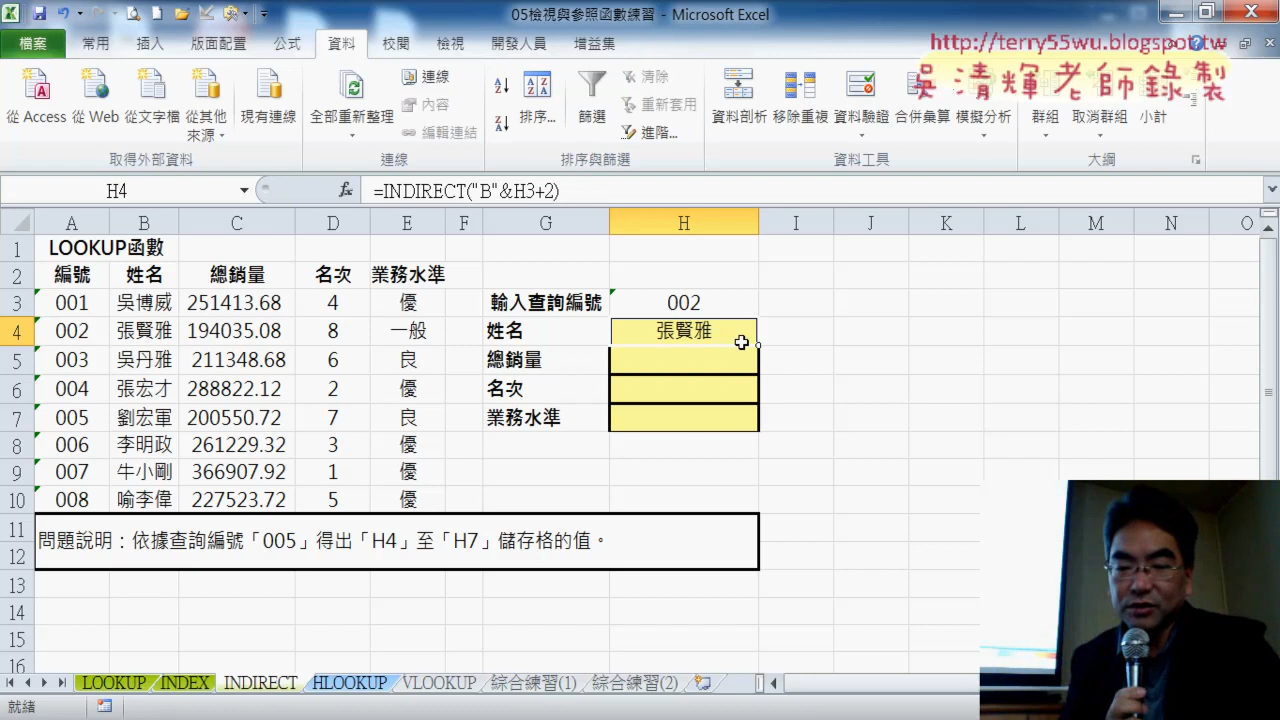 05檢視與參照函數練習 - Microsoft Excel
檔案 常用 插入 版面配置 公式 資料 校閱 檢視 開發人員 增益集
http://terry55wu.blogspot.tw
吳清輝老師錄製
從 Access 從 Web 從文字檔 從其他來源 現有連線 全部重新整理 連線 內容 編輯連結 排序... 篩選 清除 重新套用 進階... 資料剖析 移除重複 資料驗證 合併彙算 模擬分析 群組 取消群組 小計
取得外部資料 連線 排序與篩選 資料工具 大綱
H4 fx =INDIRECT("B"&H3+2)
A B C D E F G H I J K L M N O
1 LOOKUP函數
2 編號 姓名 總銷量 名次 業務水準
3 001 吳博威 251413.68 4 優 輸入查詢編號 002
4 002 張賢雅 194035.08 8 一般 姓名 張賢雅
5 003 吳丹雅 211348.68 6 良 總銷量
6 004 張宏才 288822.12 2 優 名次
7 005 劉宏軍 200550.72 7 良 業務水準
8 006 李明政 261229.32 3 優
9 007 牛小剛 366907.92 1 優
10 008 喻李偉 227523.72 5 優
11 問題說明：依據查詢編號「005」得出「H4」至「H7」儲存格的值。
12
13
14
15
16
LOOKUP INDEX INDIRECT HLOOKUP VLOOKUP 綜合練習(1) 綜合練習(2)
就緒